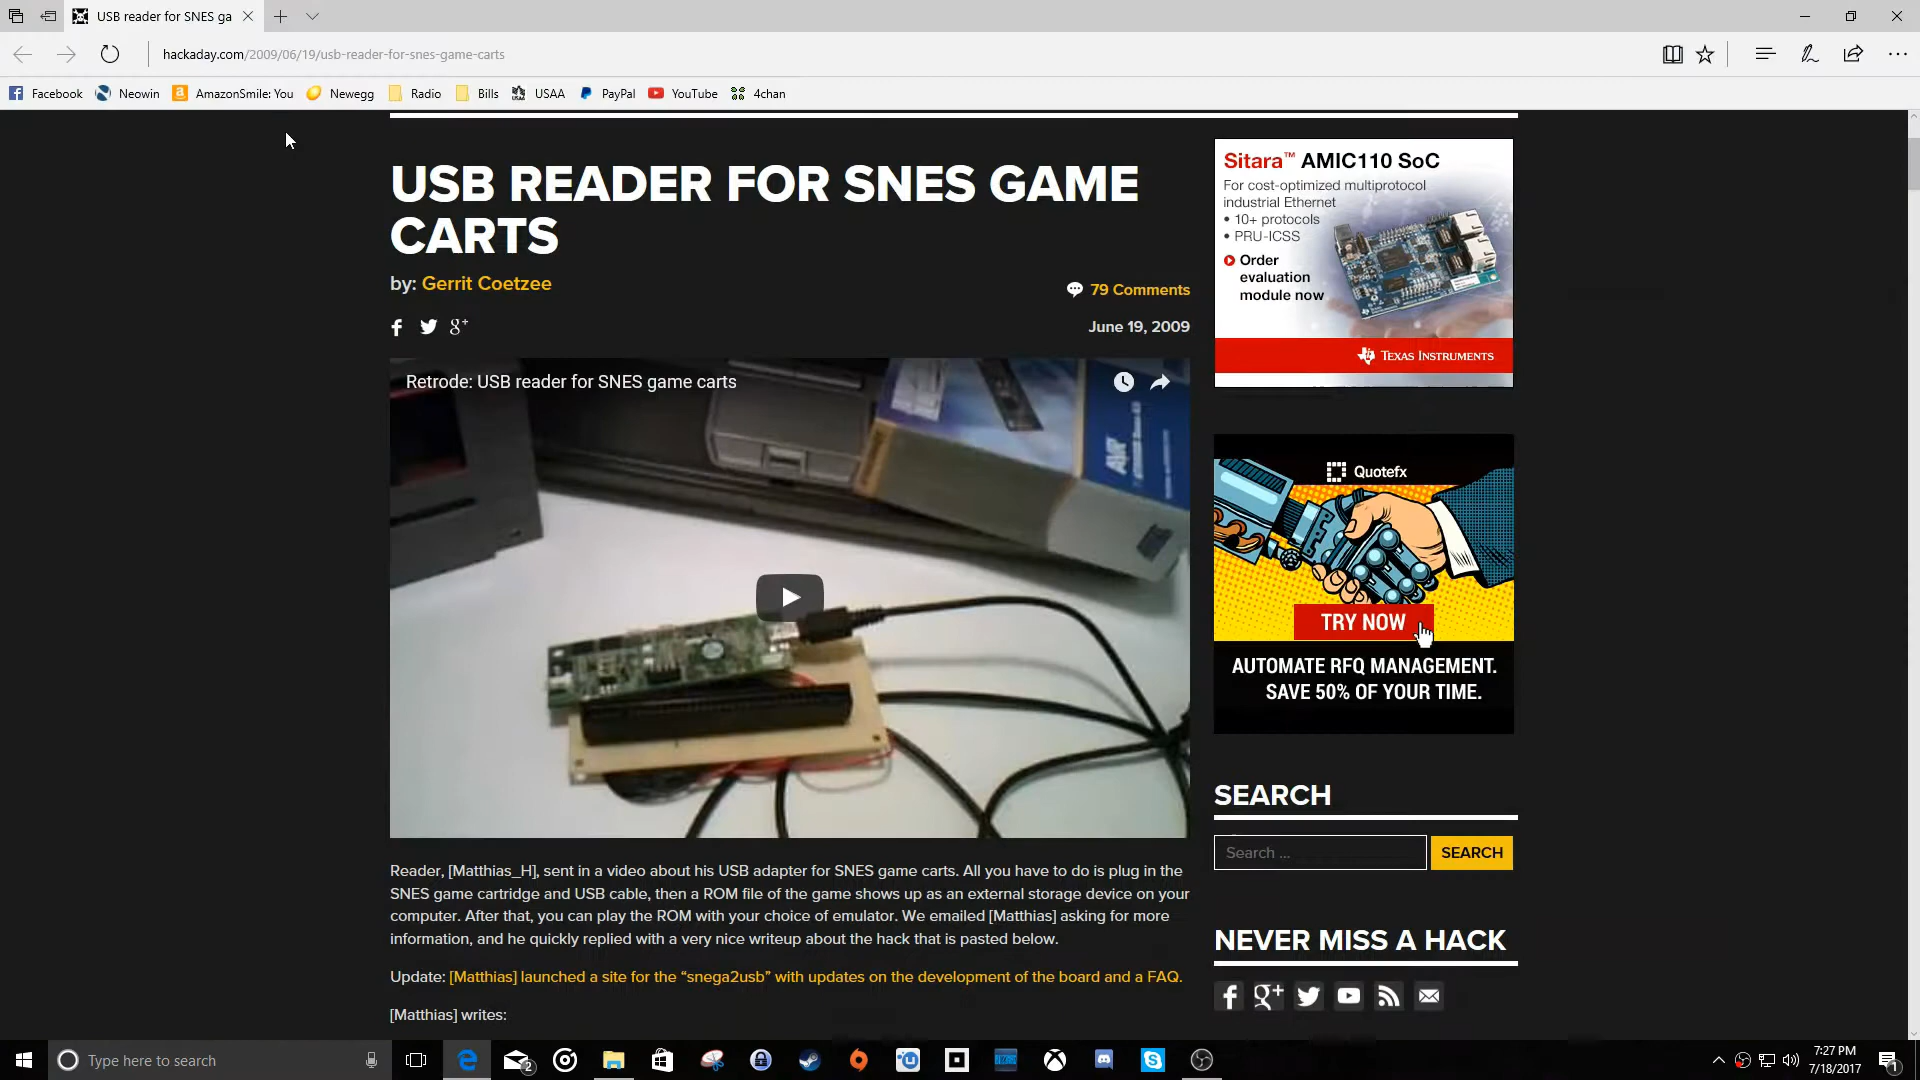 USB reader for SNES ga
hackaday.com/2009/06/19/usb-reader-for-snes-game-carts
Facebook Neowin AmazonSmile: You Newegg Radio Bills USAA PayPal YouTube 4chan
USB READER FOR SNES GAME
CARTS
by: Gerrit Coetzee
79 Comments
June 19, 2009
Retrode: USB reader for SNES game carts
AVR
Reader, [Matthias_H], sent in a video about his USB adapter for SNES game carts. All you have to do is plug in the
SNES game cartridge and USB cable, then a ROM file of the game shows up as an external storage device on your
computer. After that, you can play the ROM with your choice of emulator. We emailed [Matthias] asking for more
information, and he quickly replied with a very nice writeup about the hack that is pasted below.
Update: [Matthias] launched a site for the “snega2usb” with updates on the development of the board and a FAQ.
[Matthias] writes:
Sitara™ AMIC110 SoC
For cost-optimized multiprotocol
industrial Ethernet
• 10+ protocols
• PRU-ICSS
Order
evaluation
module now
TEXAS INSTRUMENTS
Quotefx
TRY NOW
AUTOMATE RFQ MANAGEMENT.
SAVE 50% OF YOUR TIME.
SEARCH
Search ...
SEARCH
NEVER MISS A HACK
Type here to search
2
7:27 PM
7/18/2017
1